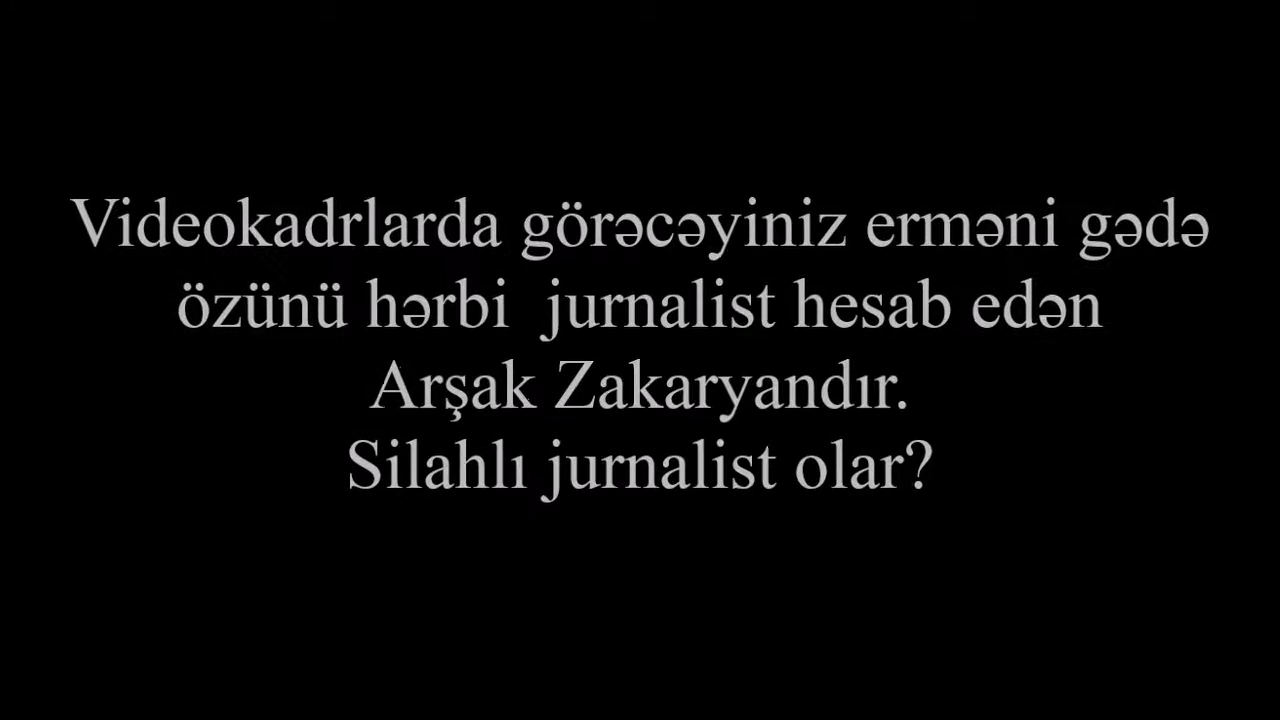 Videokadrlarda görəcəyiniz erməni gədə
özünü hərbi  jurnalist hesab edən
Arşak Zakaryandır.
Silahlı jurnalist olar?